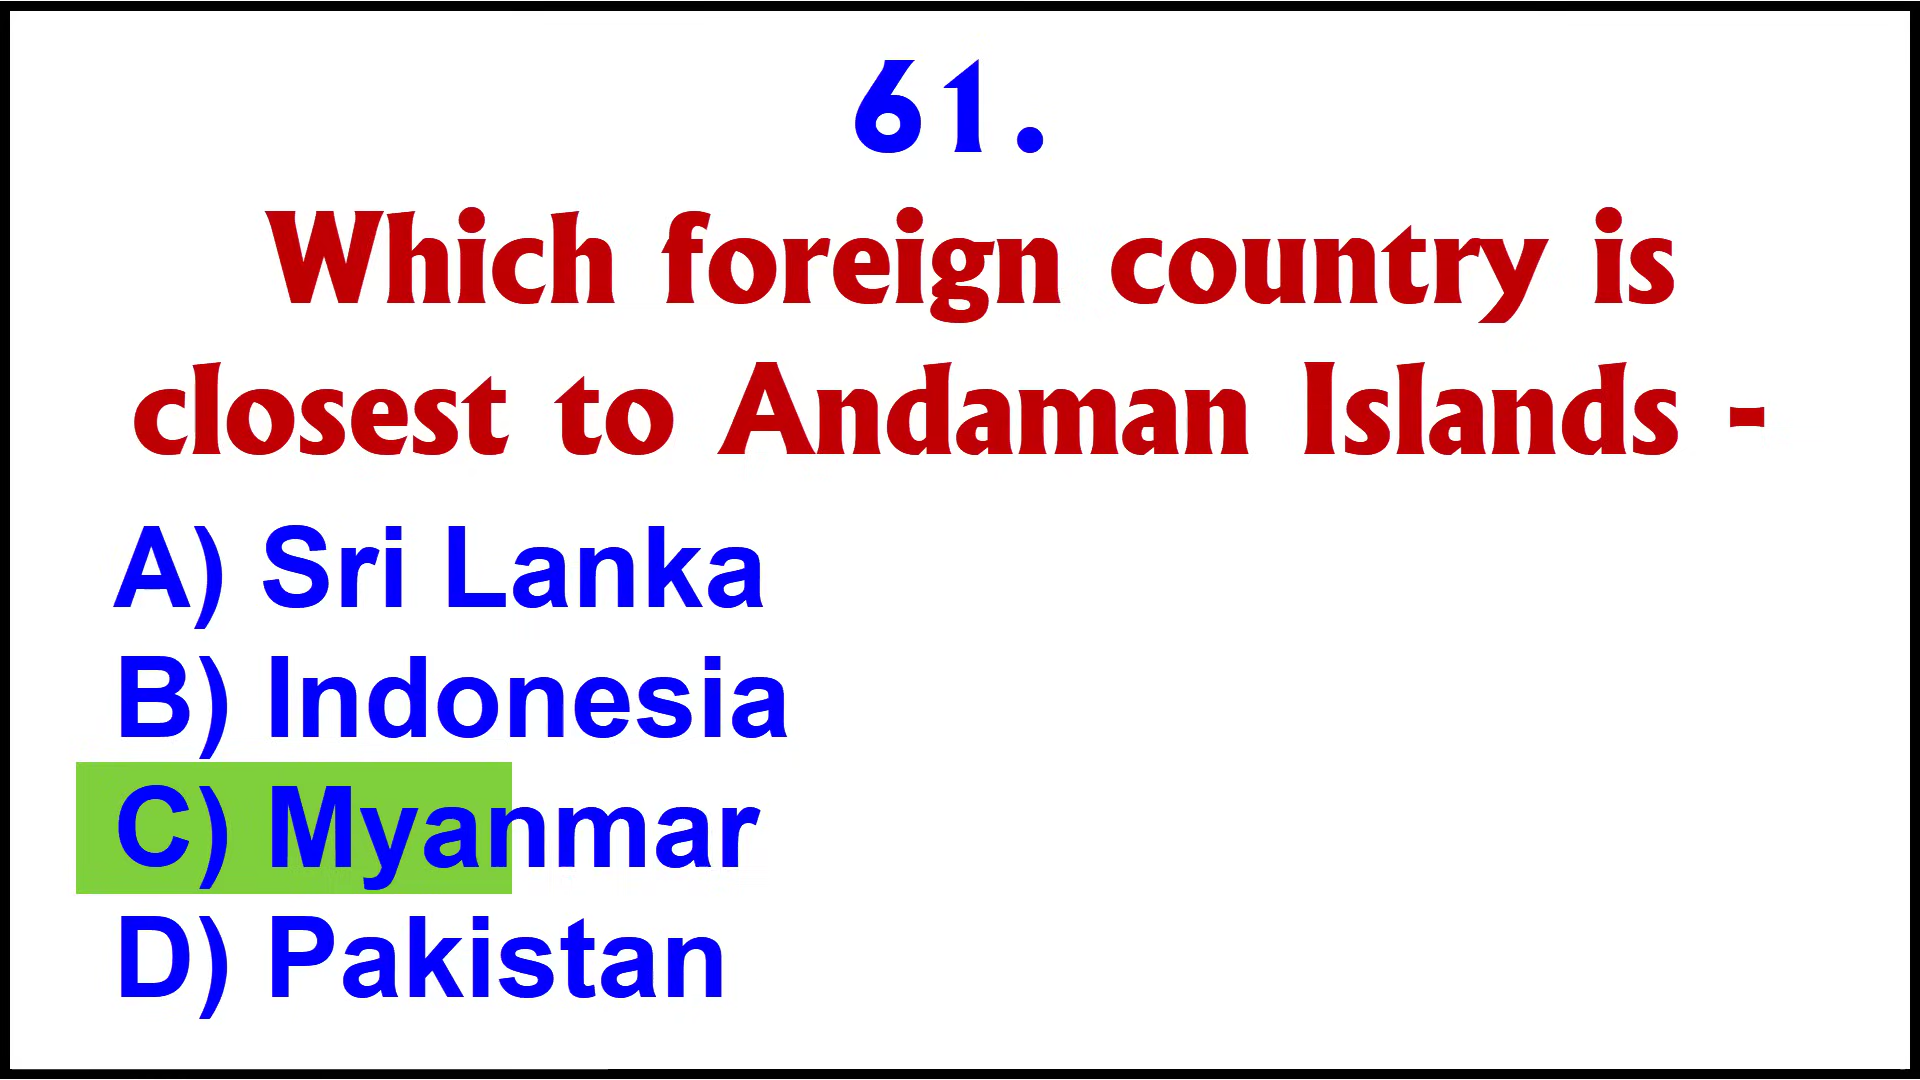 61.
Which foreign country is
closest to Andaman Islands -
A) Sri Lanka
B) Indonesia
C) Myanmar
D) Pakistan